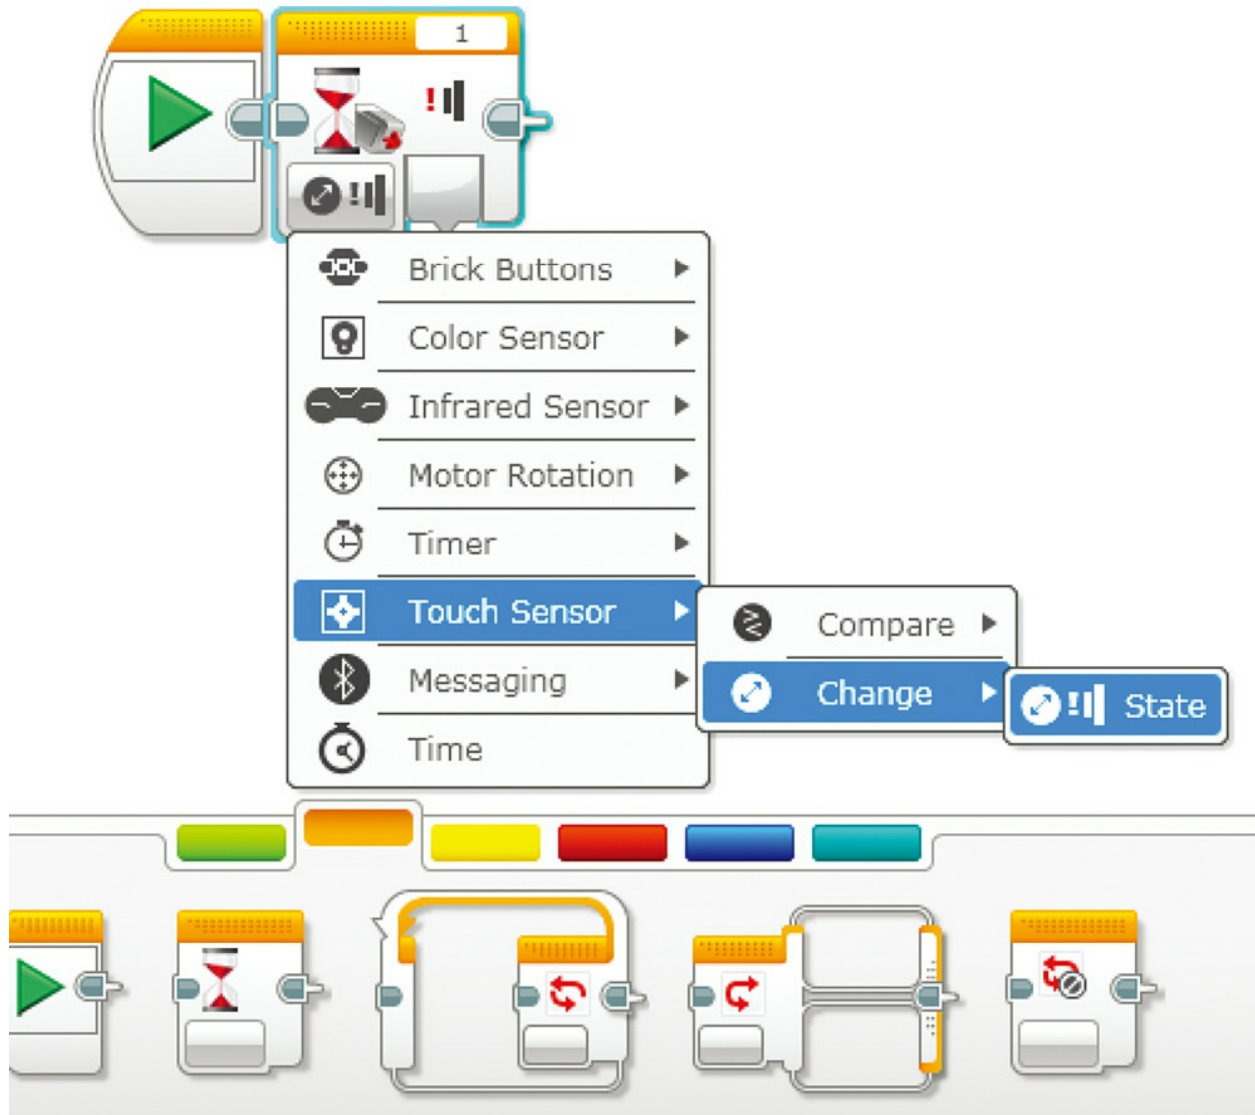 1
Brick Buttons
Color Sensor
Infrared Sensor
Motor Rotation
Timer
Touch Sensor
Compare
Messaging
Change
State
Time